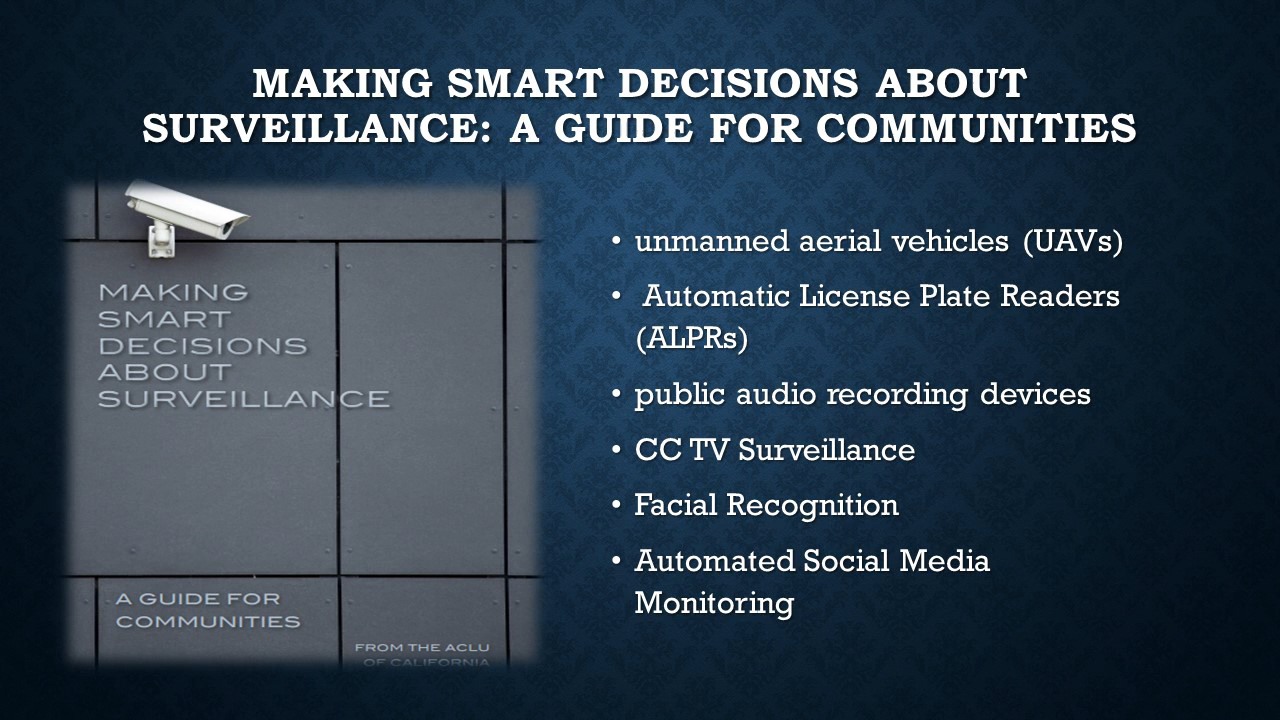 MAKING SMART DECISIONS ABOUT
SURVEILLANCE: A GUIDE FOR COMMUNITIES
MAKING
SMART
DECISIONS
ABOUT
SURVEILLANCE
A GUIDE FOR
COMMUNITIES
FROM THE ACLU
OF CALIFORNIA
• unmanned aerial vehicles (UAVs)
• Automatic License Plate Readers
(ALPRs)
• public audio recording devices
• CC TV Surveillance
• Facial Recognition
• Automated Social Media
Monitoring